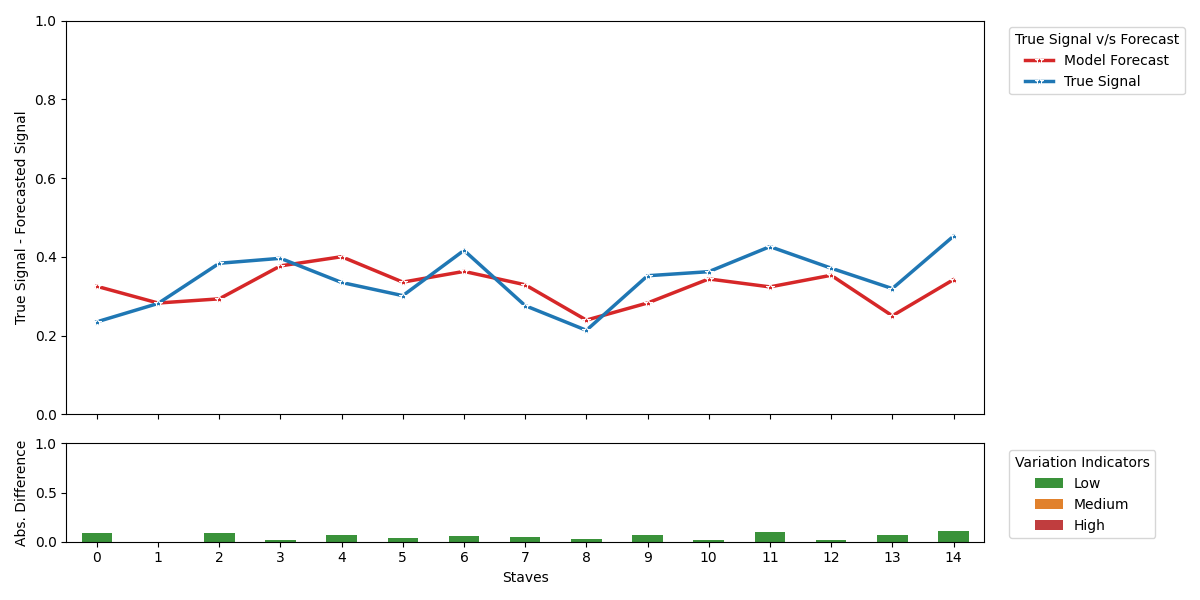 True Signal - Forecasted Signal
1.0
0.8
0.6
0.4
0.2
0.0
True Signal v/s Forecast
Model Forecast
True Signal
Abs. Difference
1.0
0.5
0.0
0 1 2 3 4 5 6 7 8 9 10 11 12 13 14
Staves
Variation Indicators
Low
Medium
High